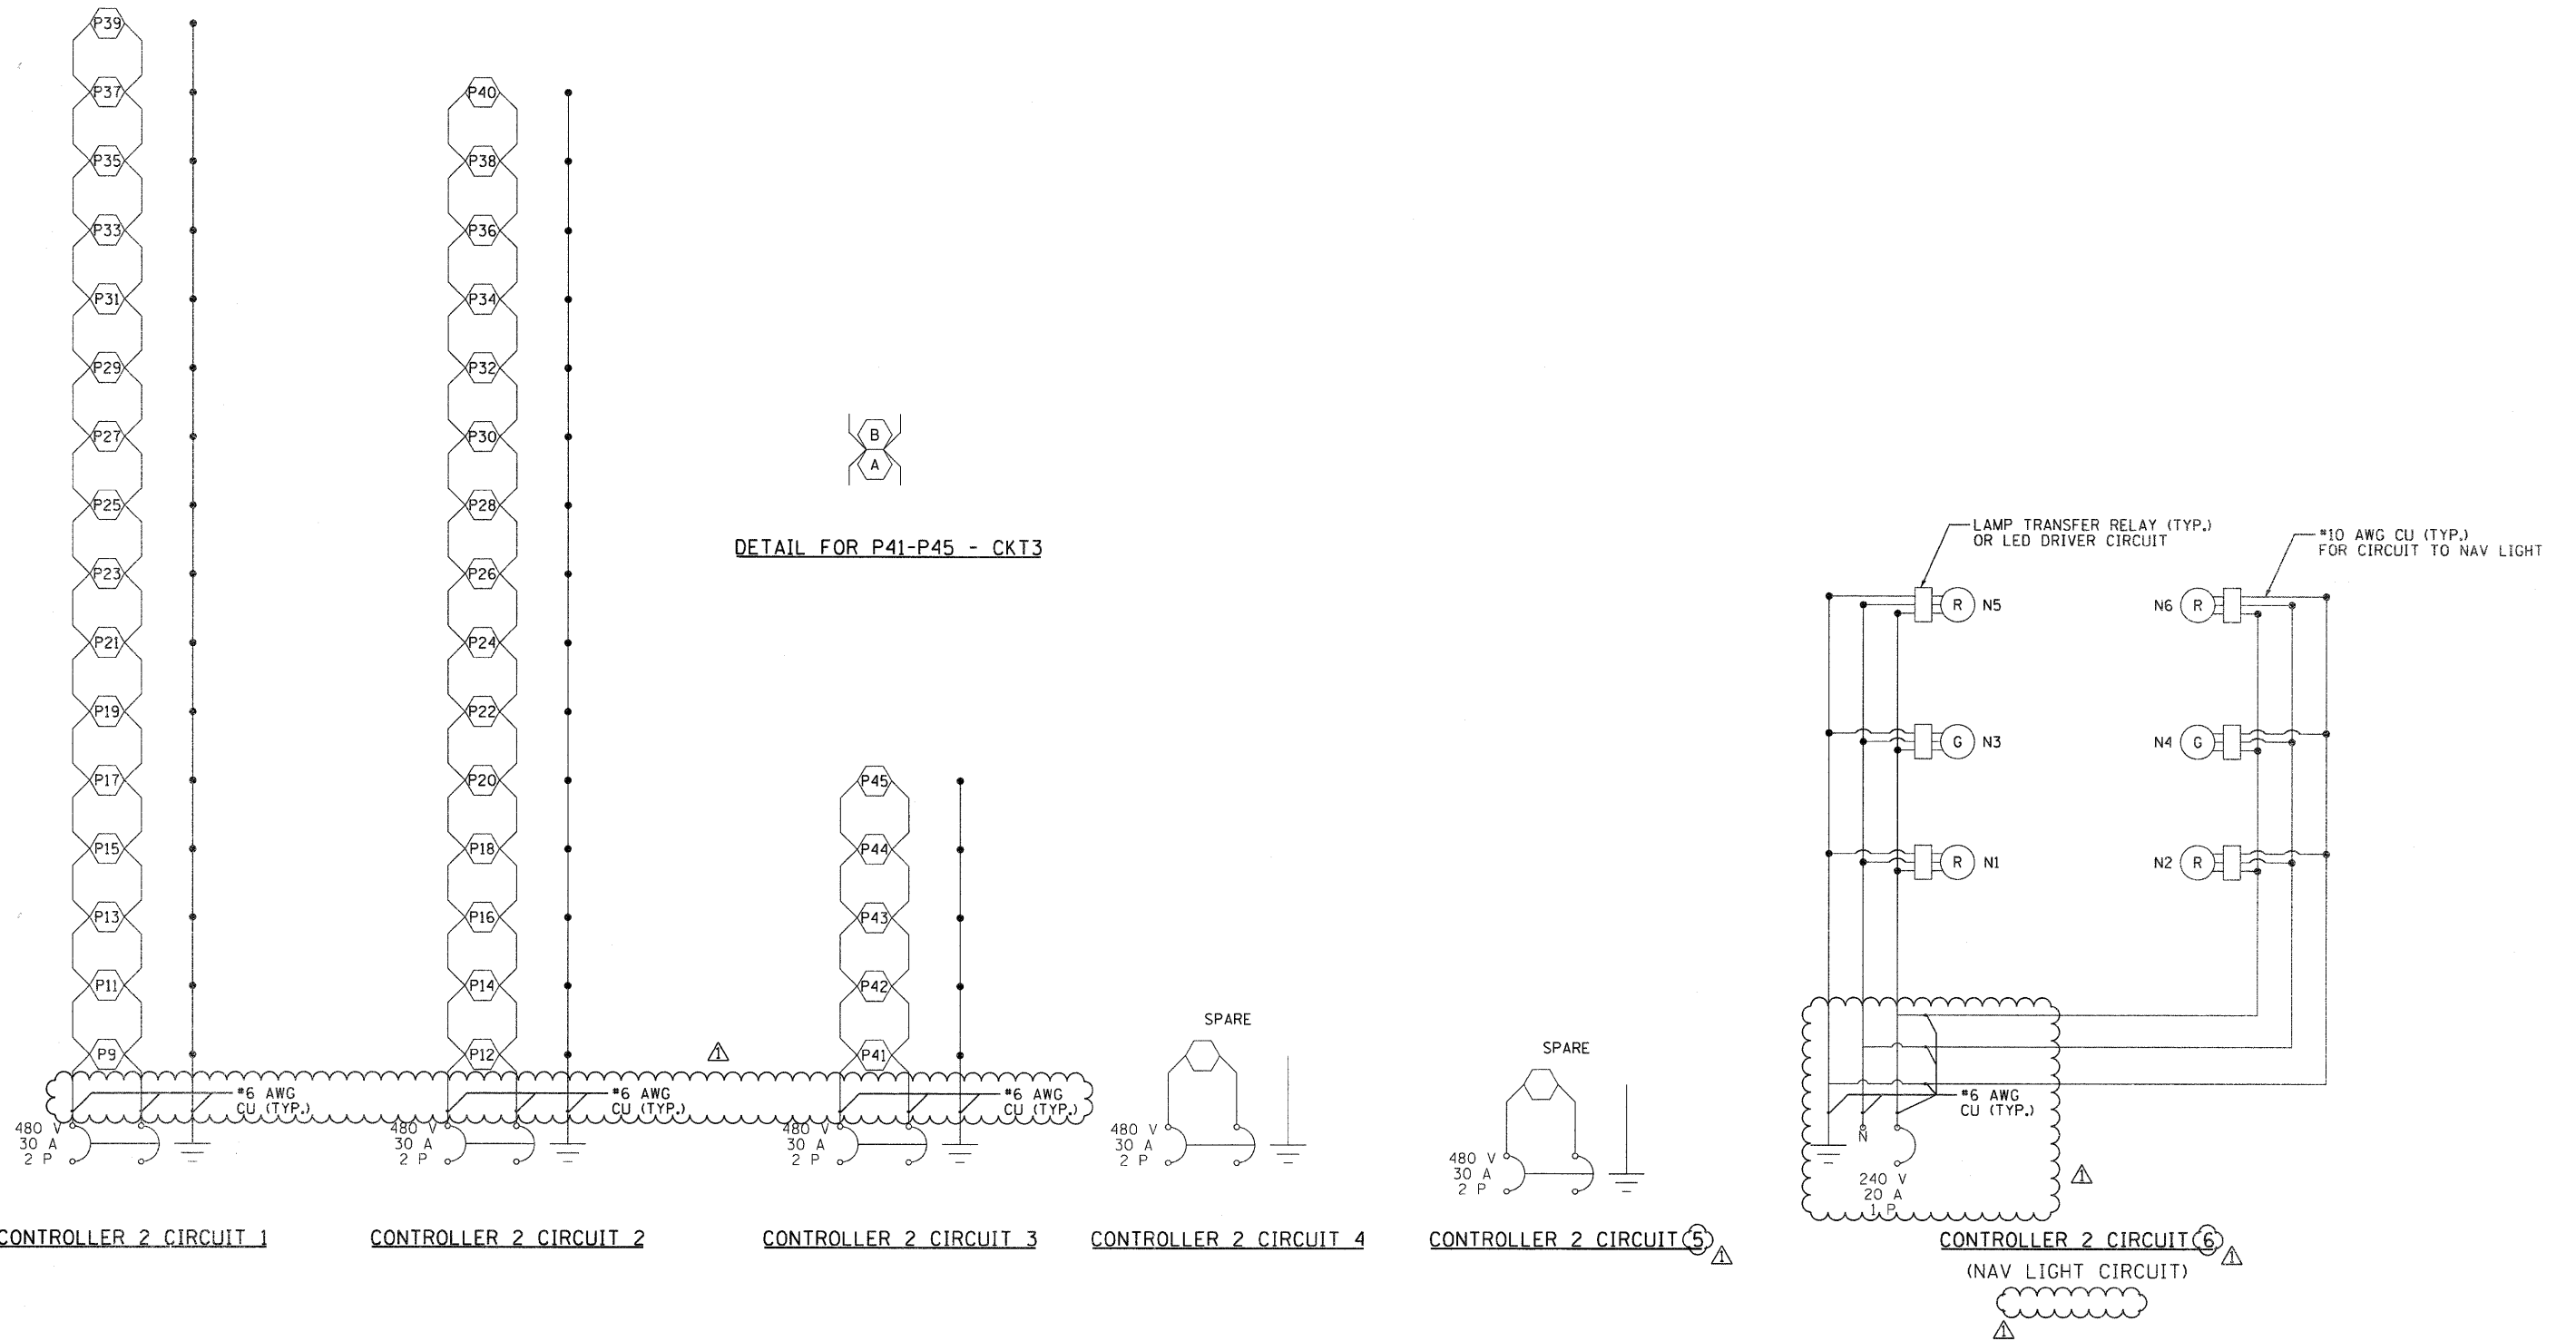 P39
P37
P35
P33
P31
P29
P27
P25
P23
P21
P19
P17
P15
P13
P11
P9
#6 AWG
CU (TYP.)
480 V
30 A
2 P
CONTROLLER 2 CIRCUIT 1
P40
P38
P36
P34
P32
P30
P28
P26
P24
P22
P20
P18
P16
P14
P12
#6 AWG
CU (TYP.)
480 V
30 A
2 P
CONTROLLER 2 CIRCUIT 2
1
B
A
DETAIL FOR P41-P45 - CKT3
P45
P44
P43
P42
P41
#6 AWG
CU (TYP.)
480 V
30 A
2 P
CONTROLLER 2 CIRCUIT 3
SPARE
480 V
30 A
2 P
CONTROLLER 2 CIRCUIT 4
SPARE
480 V
30 A
2 P
CONTROLLER 2 CIRCUIT 5
1
LAMP TRANSFER RELAY (TYP.)
OR LED DRIVER CIRCUIT
#10 AWG CU (TYP.)
FOR CIRCUIT TO NAV LIGHT
R N5
N6 R
G N3
N4 G
R N1
N2 R
#6 AWG
CU (TYP.)
N
240 V
20 A
1 P
1
CONTROLLER 2 CIRCUIT 6
1
(NAV LIGHT CIRCUIT)
1